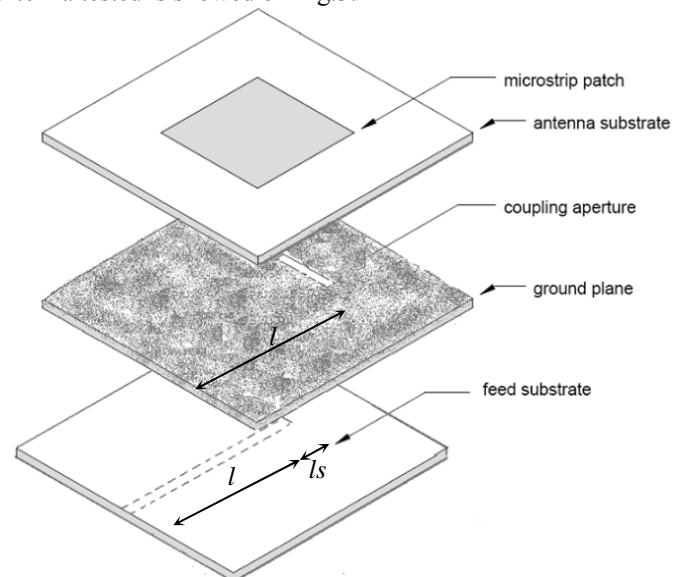 microstrip patch
antenna substrate
coupling aperture
ground plane
l
feed substrate
l
ls